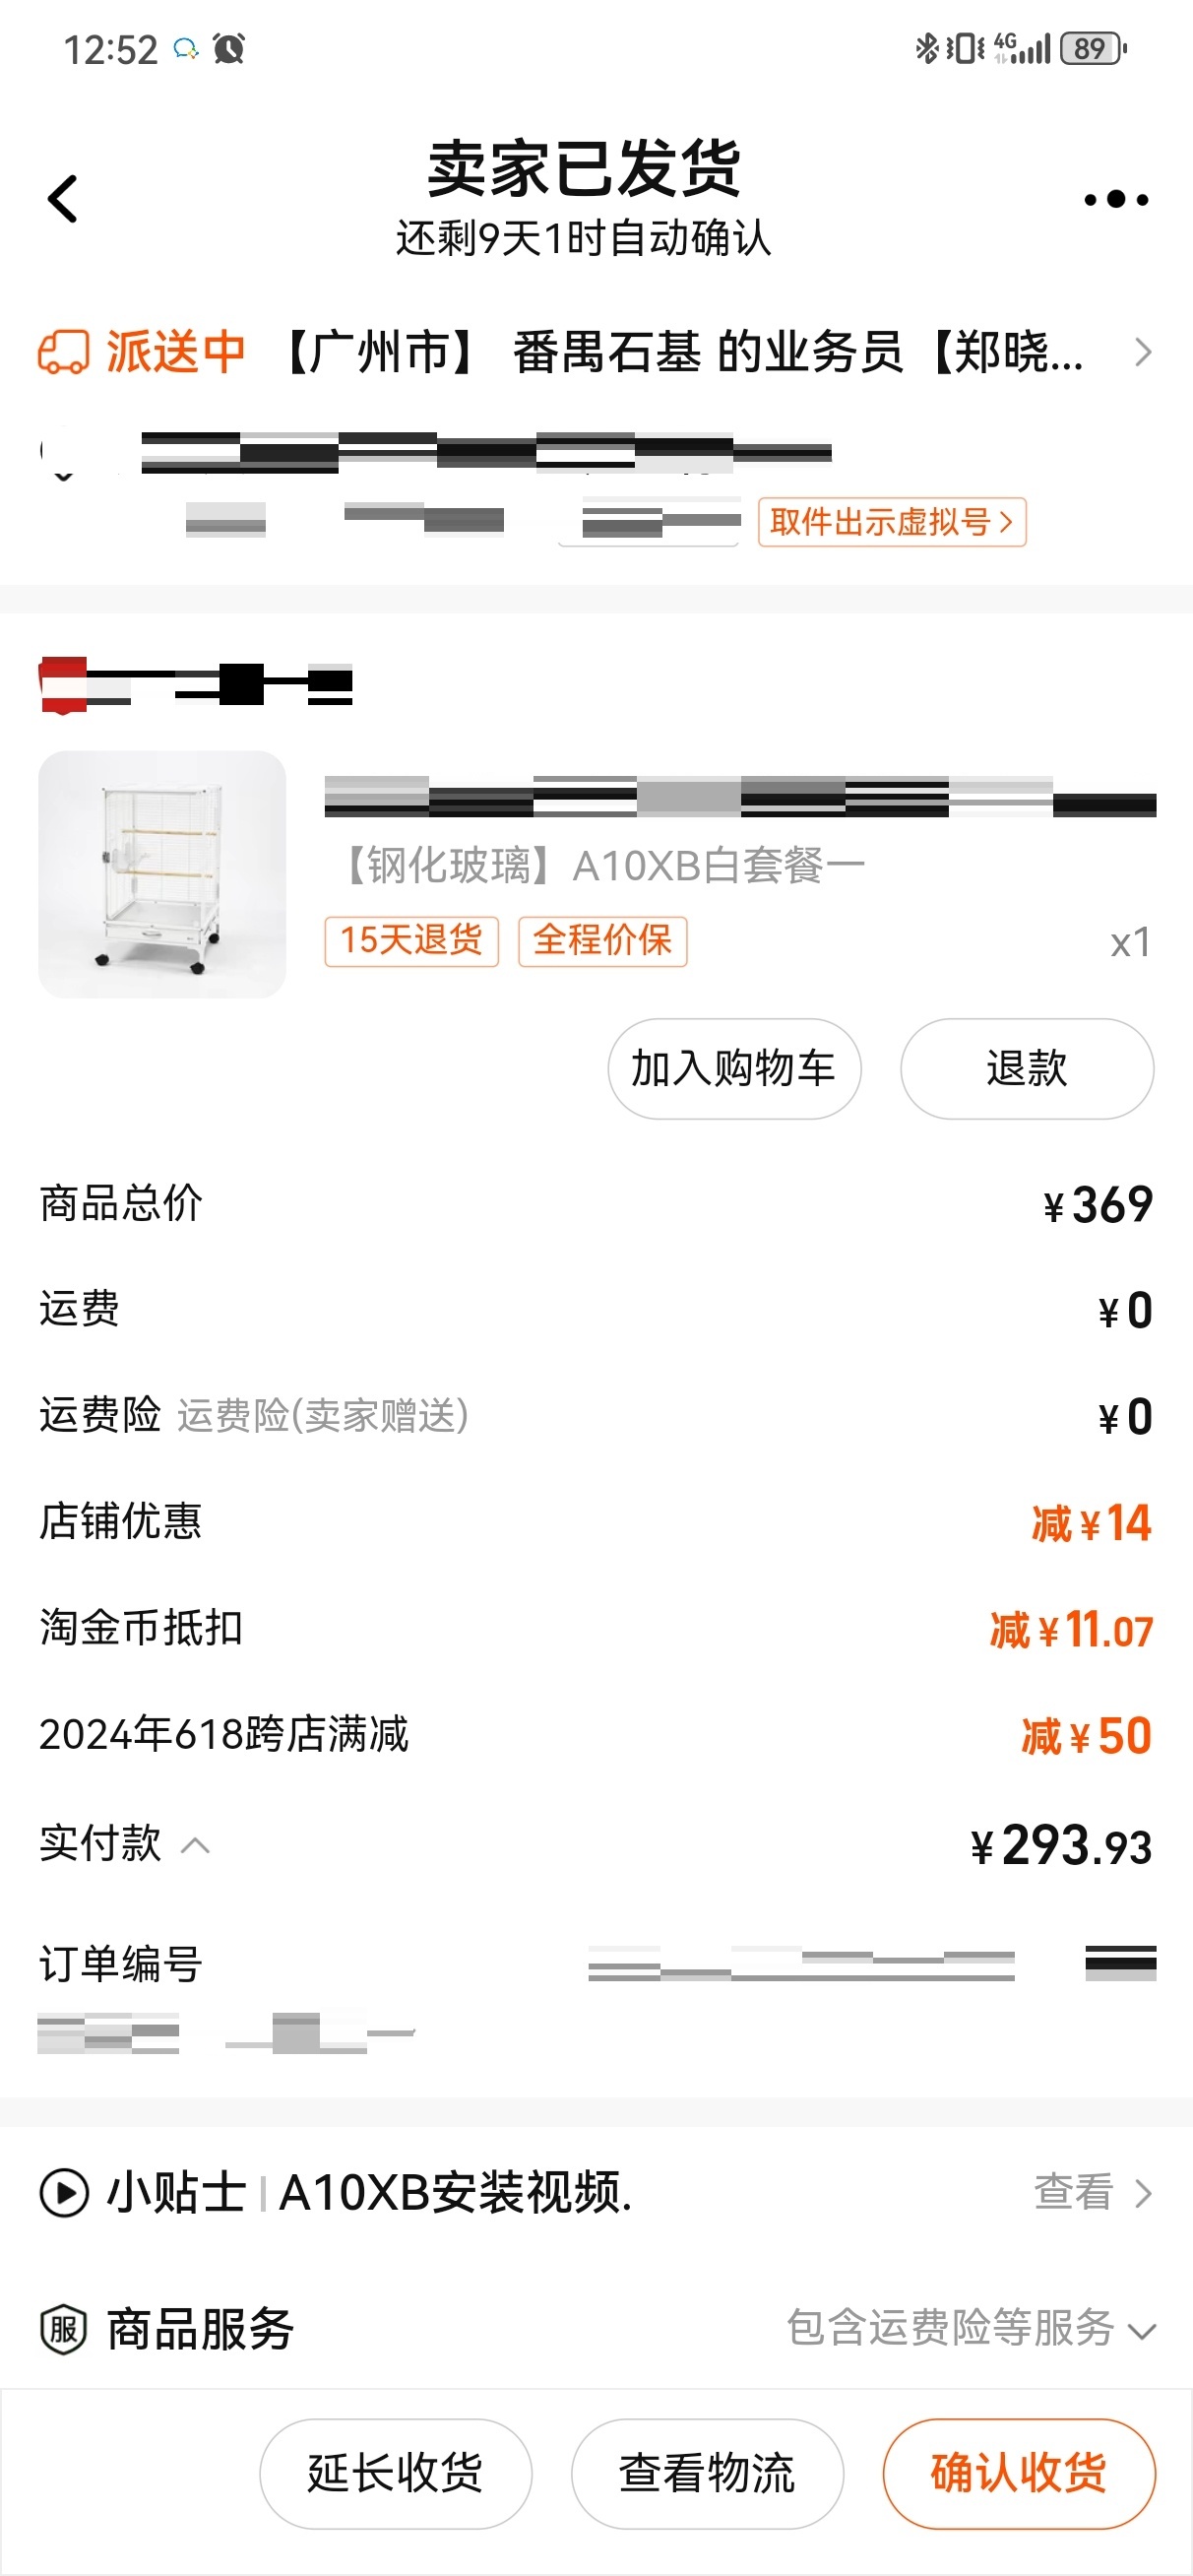 12:52
4G
89
卖家已发货
还剩9天1时自动确认
派送中 【广州市】 番禺石基 的业务员【郑晓...
取件出示虚拟号
【钢化玻璃】A10XB白套餐一
15天退货 全程价保 x1
加入购物车 退款
商品总价 ¥369
运费 ¥0
运费险 运费险(卖家赠送) ¥0
店铺优惠 减¥14
淘金币抵扣 减¥11.07
2024年618跨店满减 减¥50
实付款 ¥293.93
订单编号
小贴士 | A10XB安装视频. 查看
服 商品服务 包含运费险等服务
延长收货 查看物流 确认收货